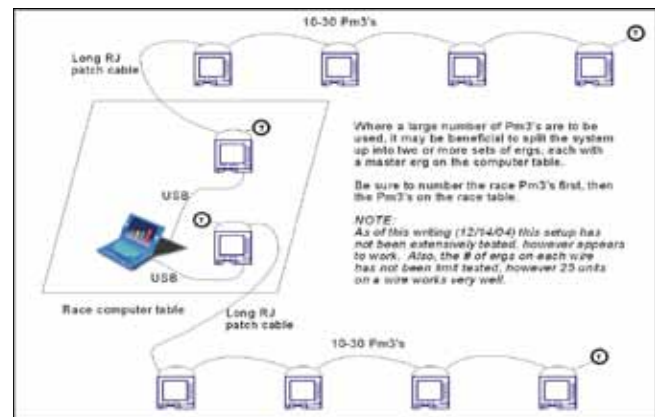 10-30 Pm3's
T
Long RJ
patch cable
T
Where a large number of Pm3's are to be
used, it may be beneficial to split the system
up into two or more sets of ergs, each with
a master erg on the computer table.
USB
Be sure to number the race Pm3's first, then
the Pm3's on the race table.
T
NOTE:
As of this writing (12/14/04) this setup has
not been extensively tested, however appears
to work. Also, the # of ergs on each wire
has not been limit tested, however 25 units
on a wire works very well.
USB
Race computer table
Long RJ
patch cable
10-30 Pm3's
T